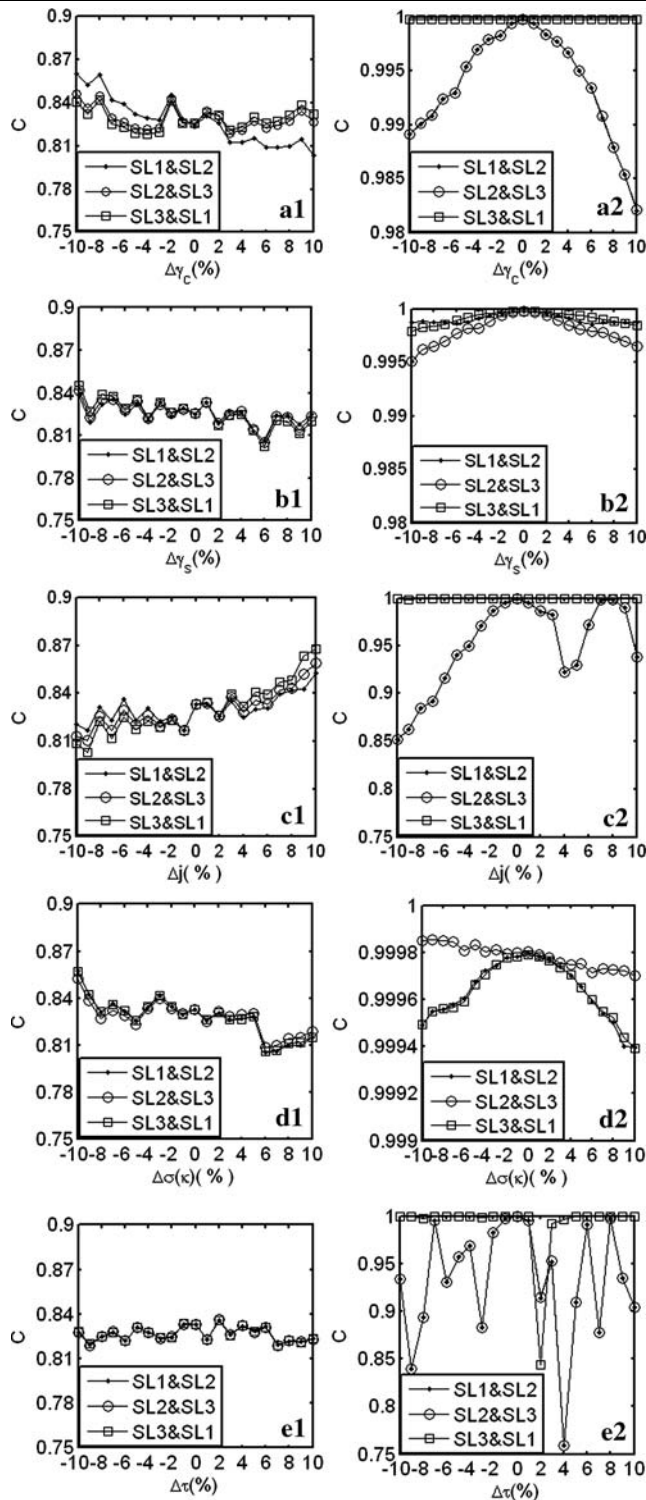 0.9
0.87
0.84
C
0.81
0.78
0.75
SL1&SL2
SL2&SL3
SL3&SL1
a1
-10 -8 -6 -4 -2 0 2 4 6 8 10
Δγc(%)
1
0.995
C
0.99
0.985
0.98
SL1&SL2
SL2&SL3
SL3&SL1
a2
-10 -8 -6 -4 -2 0 2 4 6 8 10
Δγc(%)
0.9
0.87
0.84
C
0.81
0.78
0.75
SL1&SL2
SL2&SL3
SL3&SL1
b1
-10 -8 -6 -4 -2 0 2 4 6 8 10
Δγs(%)
1
0.995
C
0.99
0.985
0.98
SL1&SL2
SL2&SL3
SL3&SL1
b2
-10 -8 -6 -4 -2 0 2 4 6 8 10
Δγs(%)
0.9
0.87
0.84
C
0.81
0.78
0.75
SL1&SL2
SL2&SL3
SL3&SL1
c1
-10 -8 -6 -4 -2 0 2 4 6 8 10
Δj( %)
1
0.95
0.9
C
0.85
0.8
0.75
SL1&SL2
SL2&SL3
SL3&SL1
c2
-10 -8 -6 -4 -2 0 2 4 6 8 10
Δj( %)
0.9
0.87
0.84
C
0.81
0.78
0.75
SL1&SL2
SL2&SL3
SL3&SL1
d1
-10 -8 -6 -4 -2 0 2 4 6 8 10
Δσ(κ)( %)
1
0.9998
0.9996
C
0.9994
0.9992
0.999
SL1&SL2
SL2&SL3
SL3&SL1
d2
-10 -8 -6 -4 -2 0 2 4 6 8 10
Δσ(κ)( %)
0.9
0.87
0.84
C
0.81
0.78
0.75
SL1&SL2
SL2&SL3
SL3&SL1
e1
-10 -8 -6 -4 -2 0 2 4 6 8 10
Δτ(%)
1
0.95
0.9
C
0.85
0.8
0.75
SL1&SL2
SL2&SL3
SL3&SL1
e2
-10 -8 -6 -4 -2 0 2 4 6 8 10
Δτ(%)